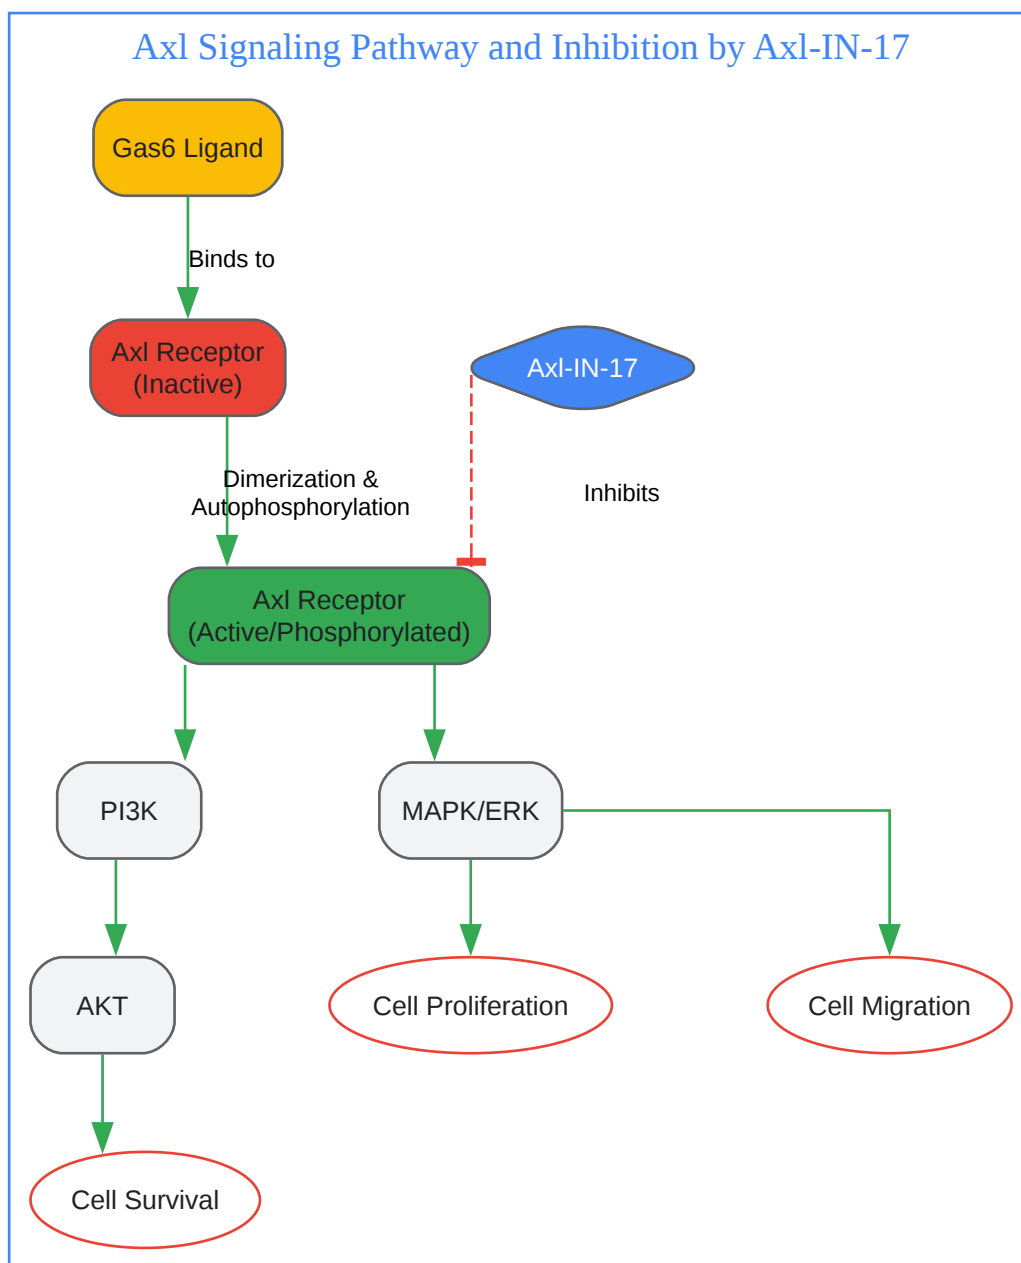 Axl Signaling Pathway and Inhibition by Axl-IN-17
Gas6 Ligand
Binds to
Axl Receptor
(Inactive)
Axl-IN-17
Dimerization &
Autophosphorylation
Inhibits
Axl Receptor
(Active/Phosphorylated)
PI3K
MAPK/ERK
AKT
Cell Proliferation
Cell Migration
Cell Survival